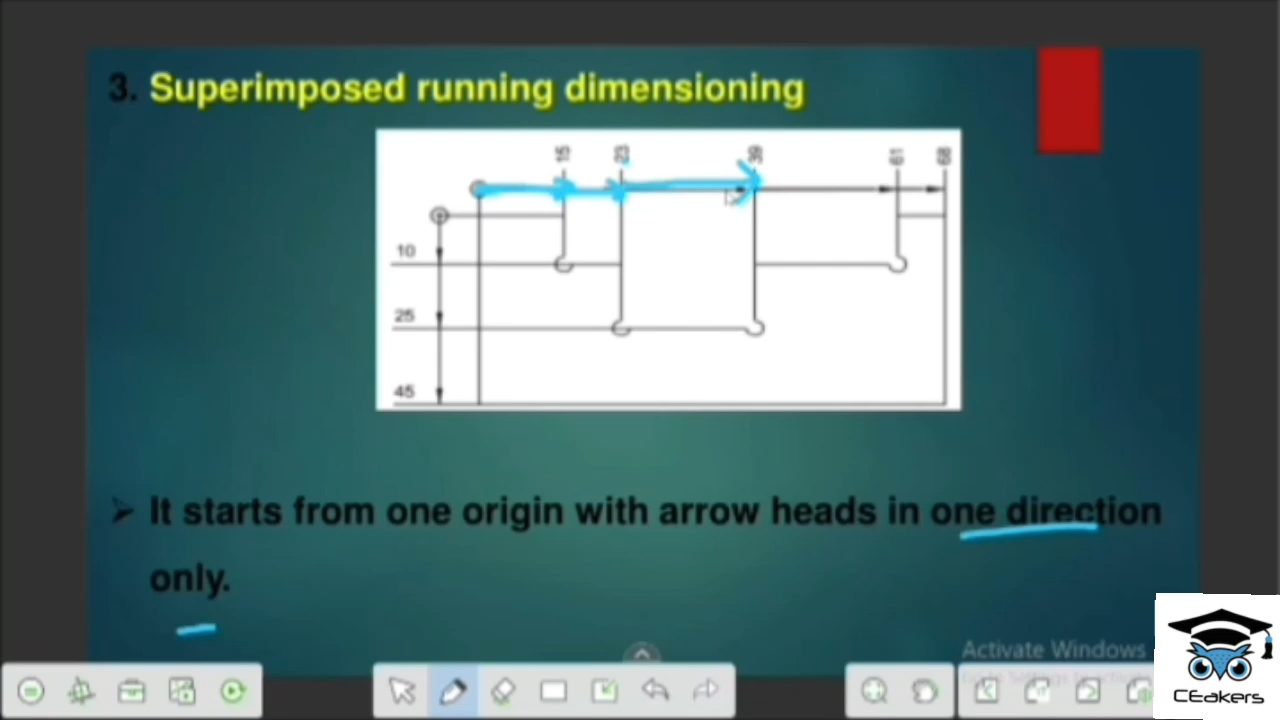 3. Superimposed running dimensioning
15
23
39
61
68
10
25
45
➤ It starts from one origin with arrow heads in one direction
only.
Activate Windows
CEakers